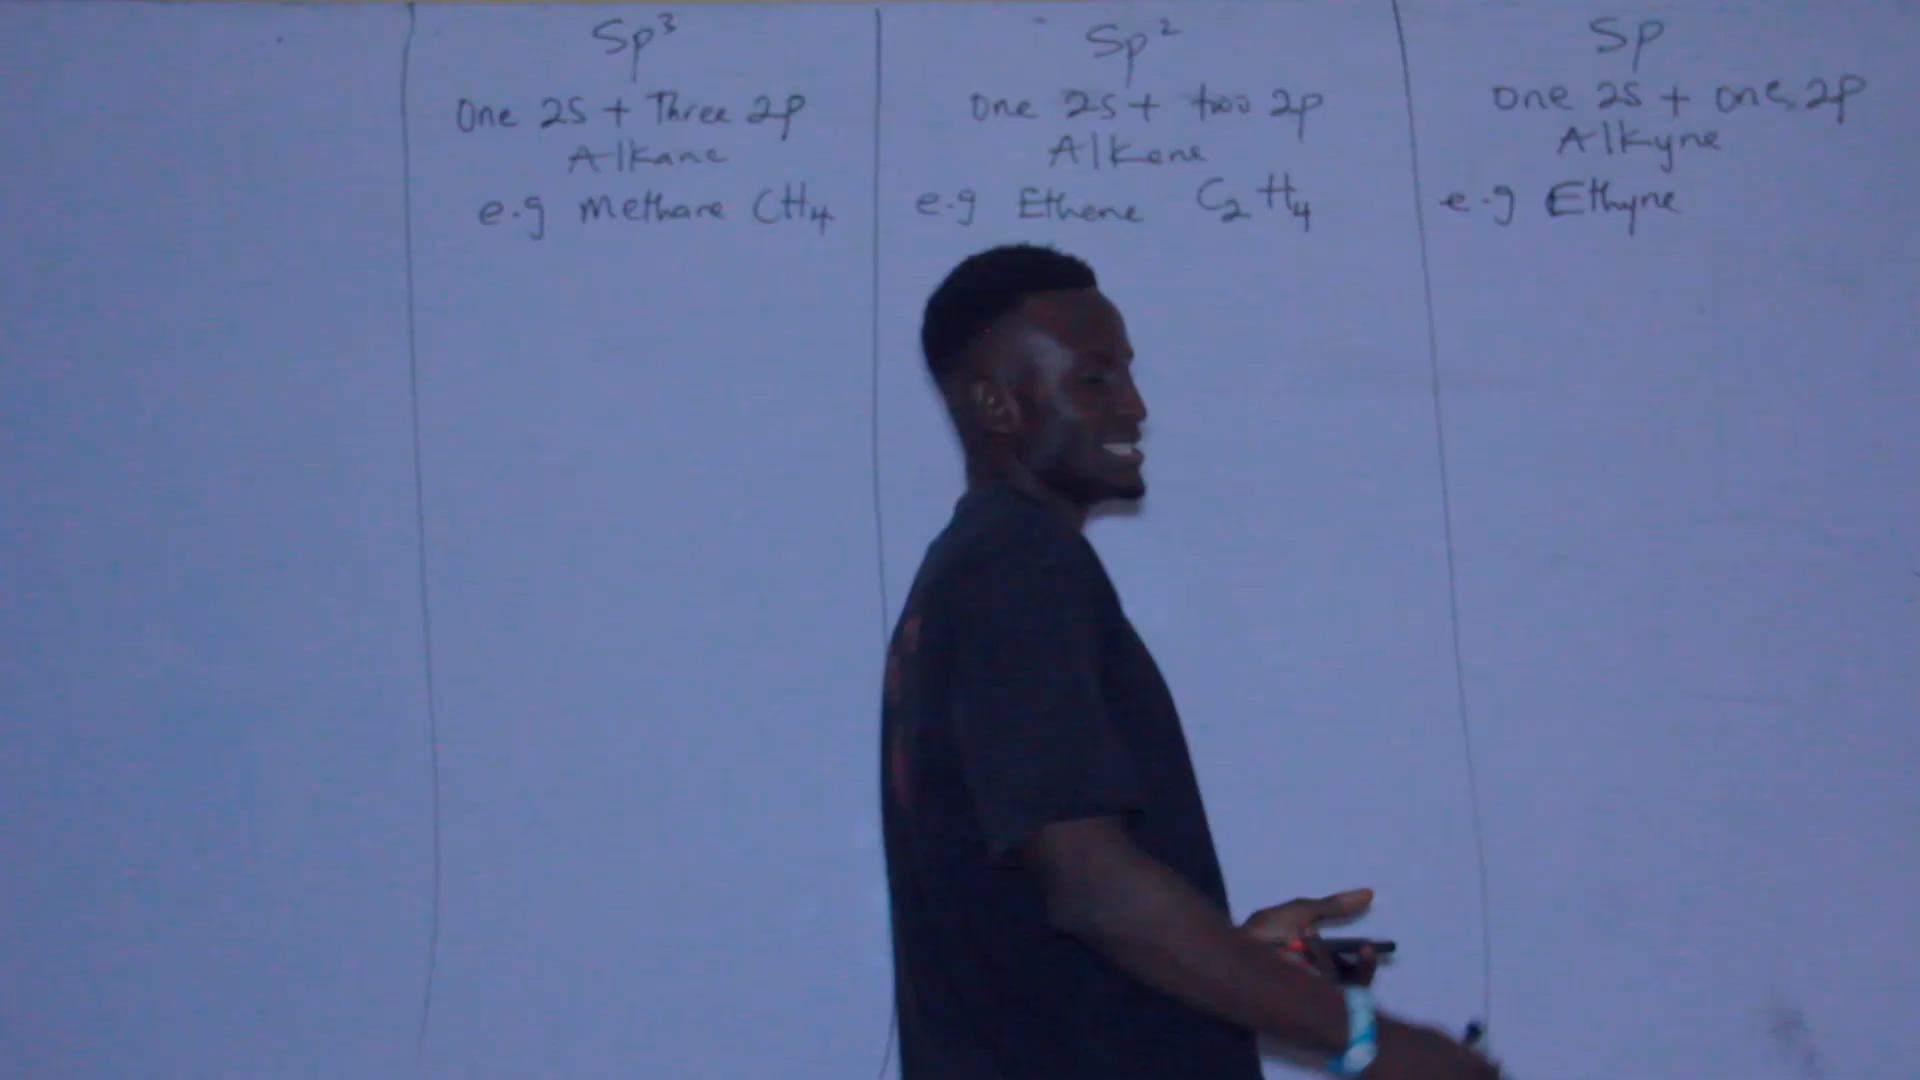 Sp³
One 2S + Three 2p
Alkane
e.g Methane CH₄
Sp²
One 2S + two 2p
Alkene
e.g Ethene C₂H₄
Sp
One 2S + one 2p
Alkyne
e.g Ethyne